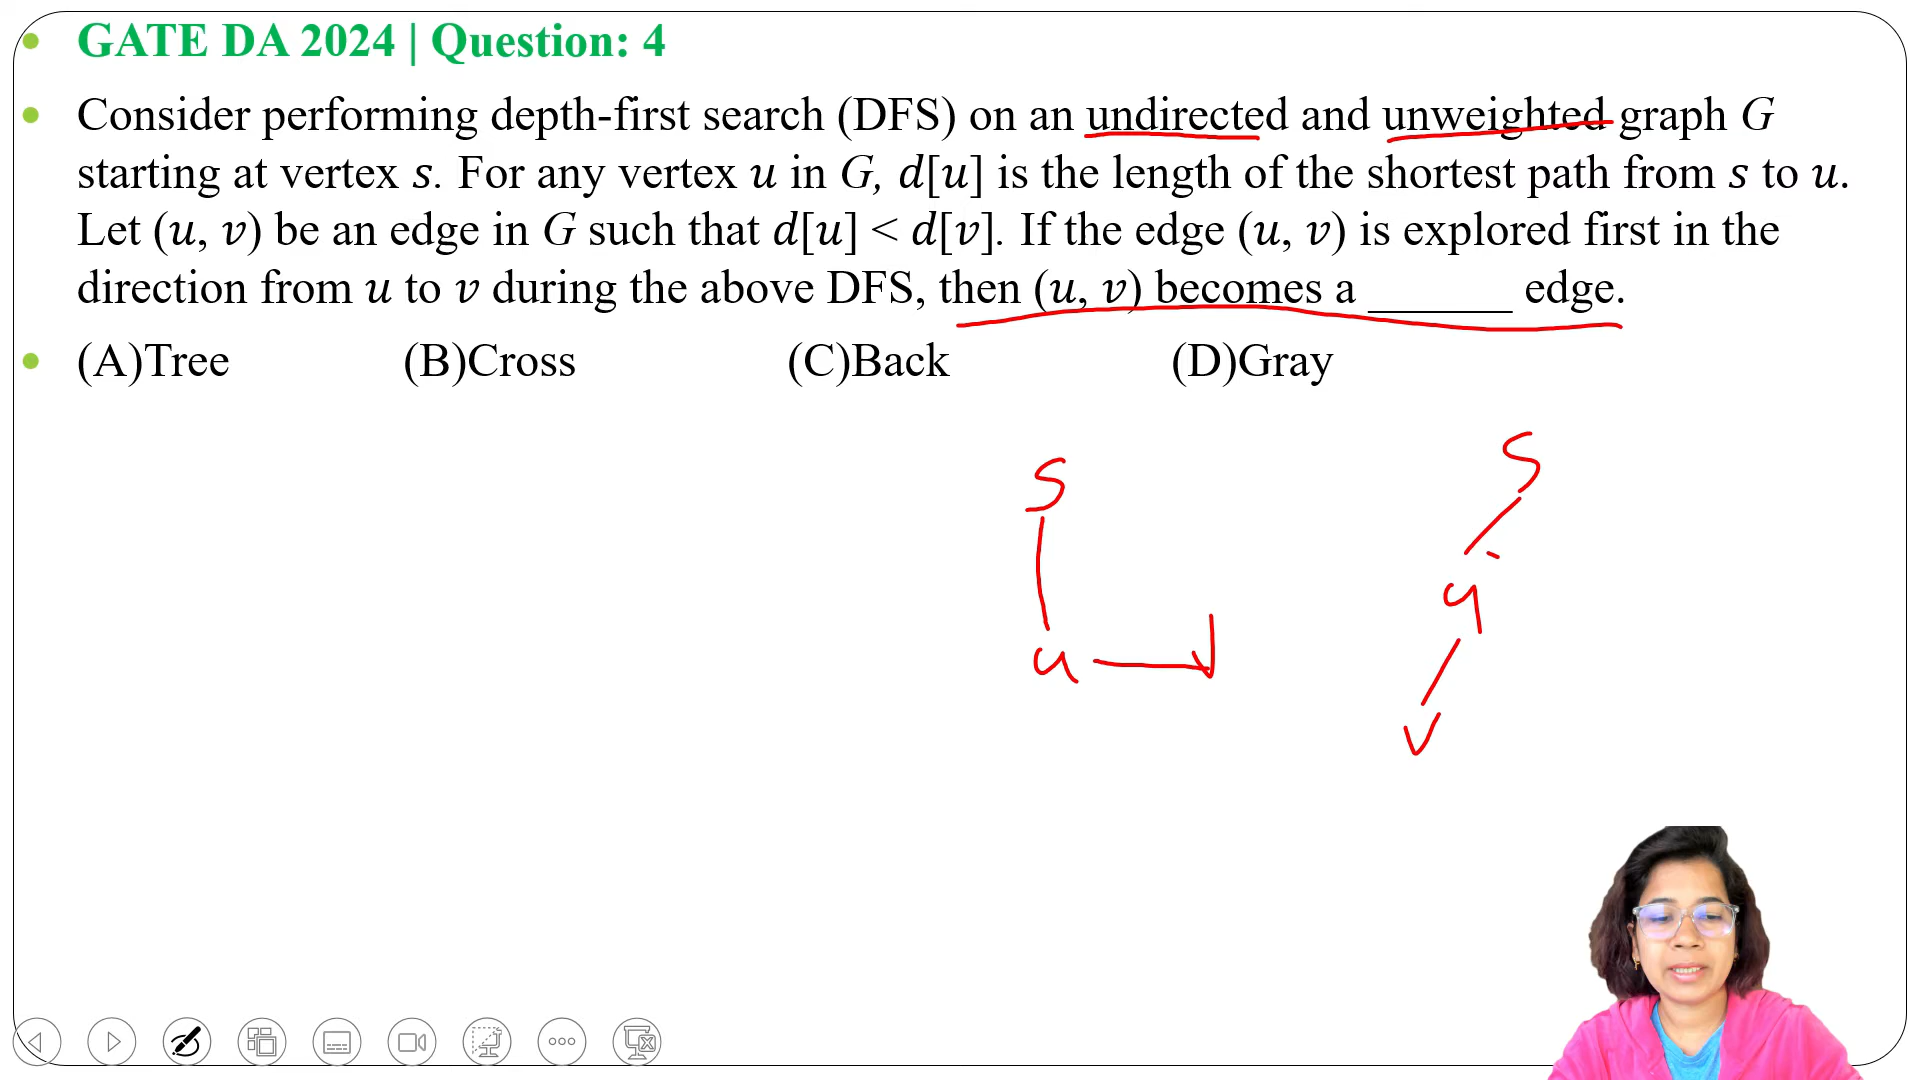 GATE DA 2024 | Question: 4
Consider performing depth-first search (DFS) on an undirected and unweighted graph G
starting at vertex s. For any vertex u in G, d[u] is the length of the shortest path from s to u.
Let (u, v) be an edge in G such that d[u] < d[v]. If the edge (u, v) is explored first in the
direction from u to v during the above DFS, then (u, v) becomes a ______ edge.
(A)Tree (B)Cross (C)Back (D)Gray
S S
u
u v
v